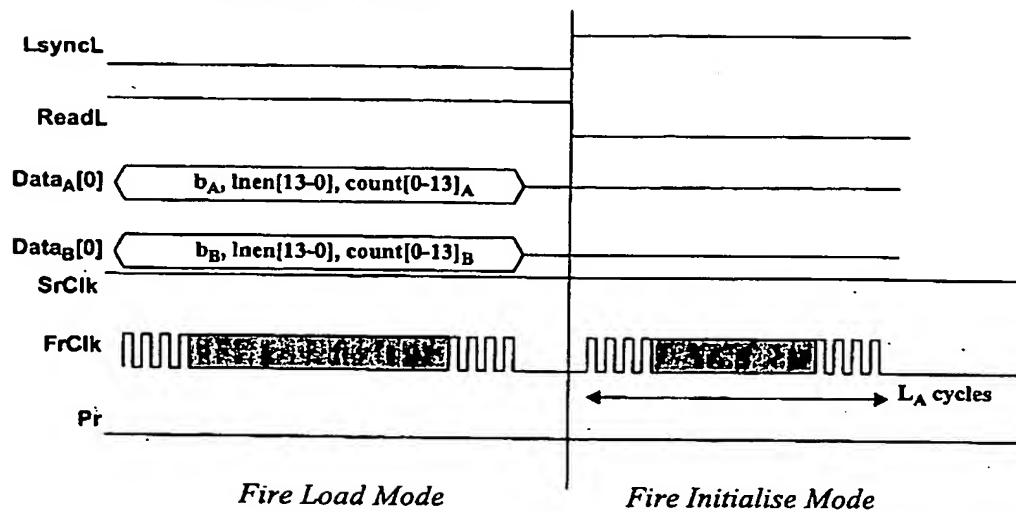 LsyncL
ReadL
DataA[0] bA, lnen[13-0], count[0-13]A
DataB[0] bB, lnen[13-0], count[0-13]B
SrClk
FrClk
LA cycles
Pr
Fire Load Mode Fire Initialise Mode